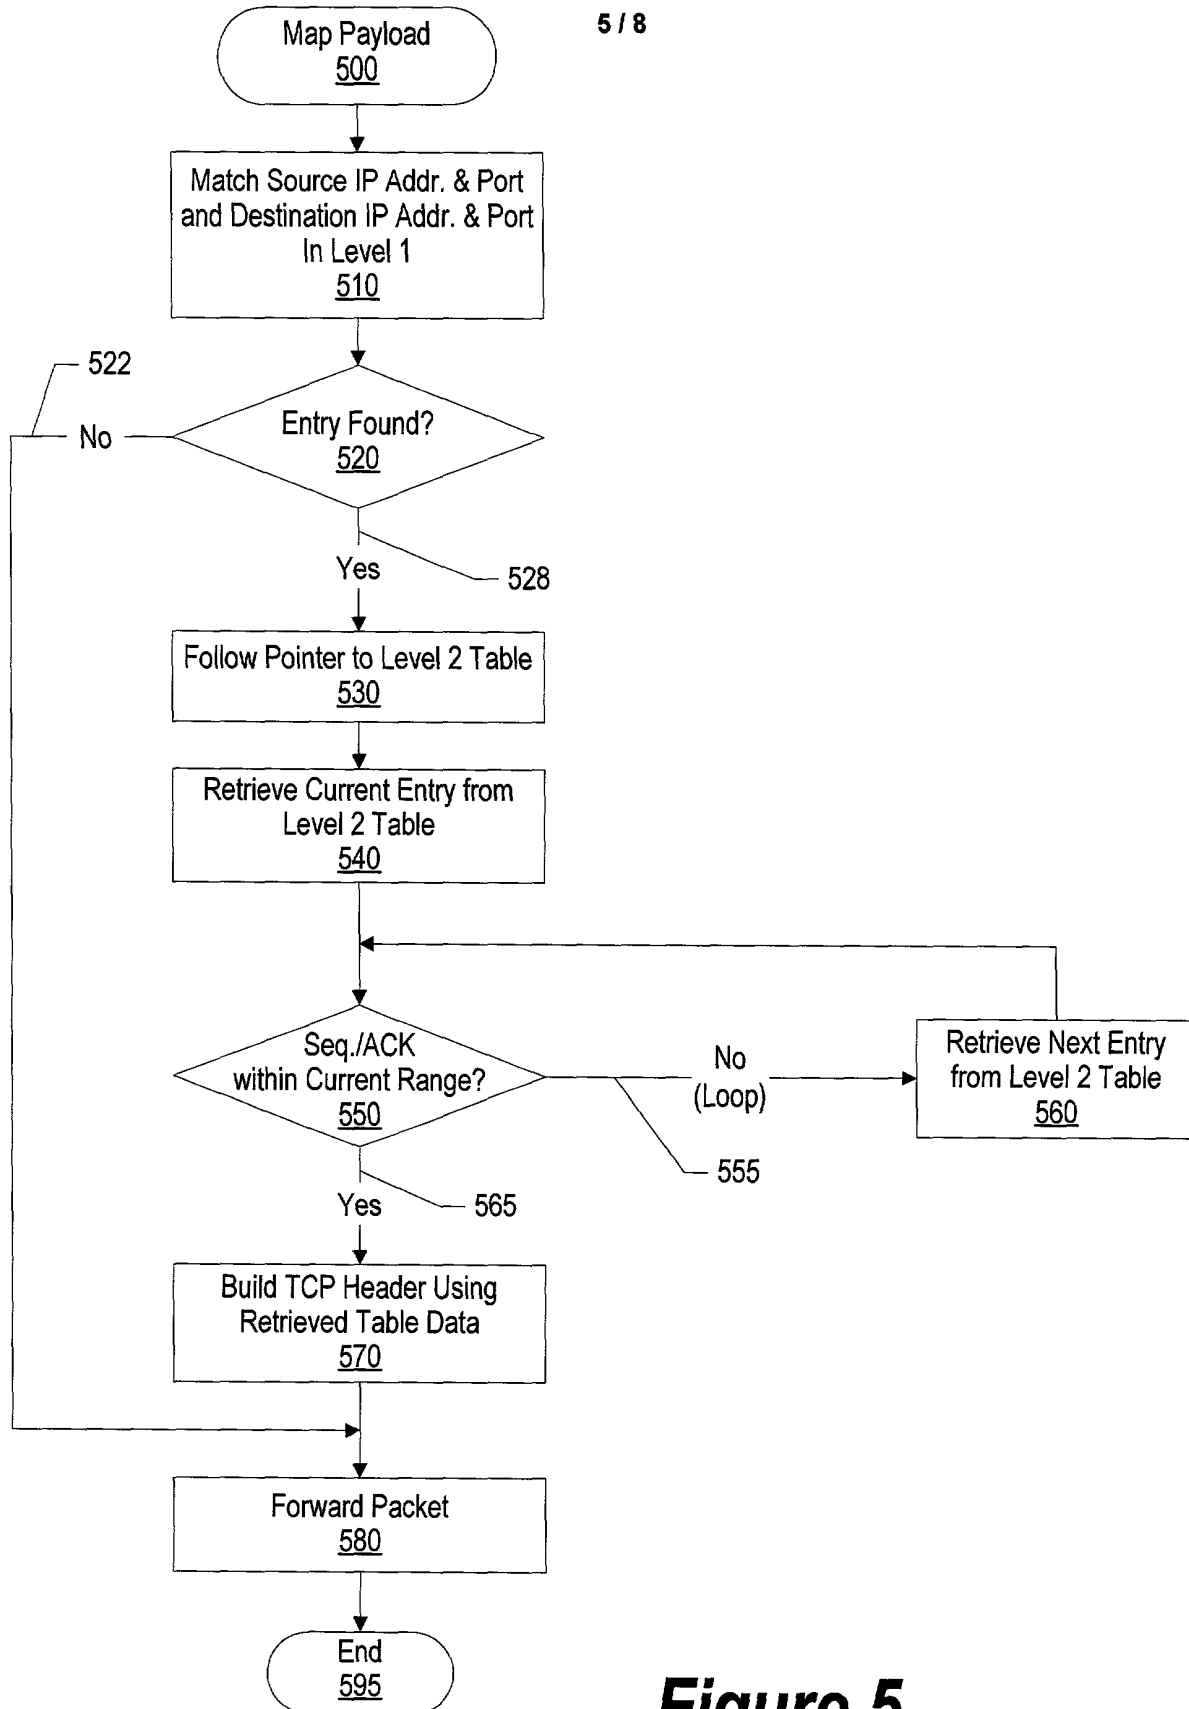 5 / 8
Map Payload
500
Match Source IP Addr. & Port
and Destination IP Addr. & Port
In Level 1
510
522
No
Entry Found?
520
Yes
528
Follow Pointer to Level 2 Table
530
Retrieve Current Entry from
Level 2 Table
540
Seq./ACK
within Current Range?
550
No
(Loop)
Retrieve Next Entry
from Level 2 Table
560
555
Yes
565
Build TCP Header Using
Retrieved Table Data
570
Forward Packet
580
End
595
Figure 5